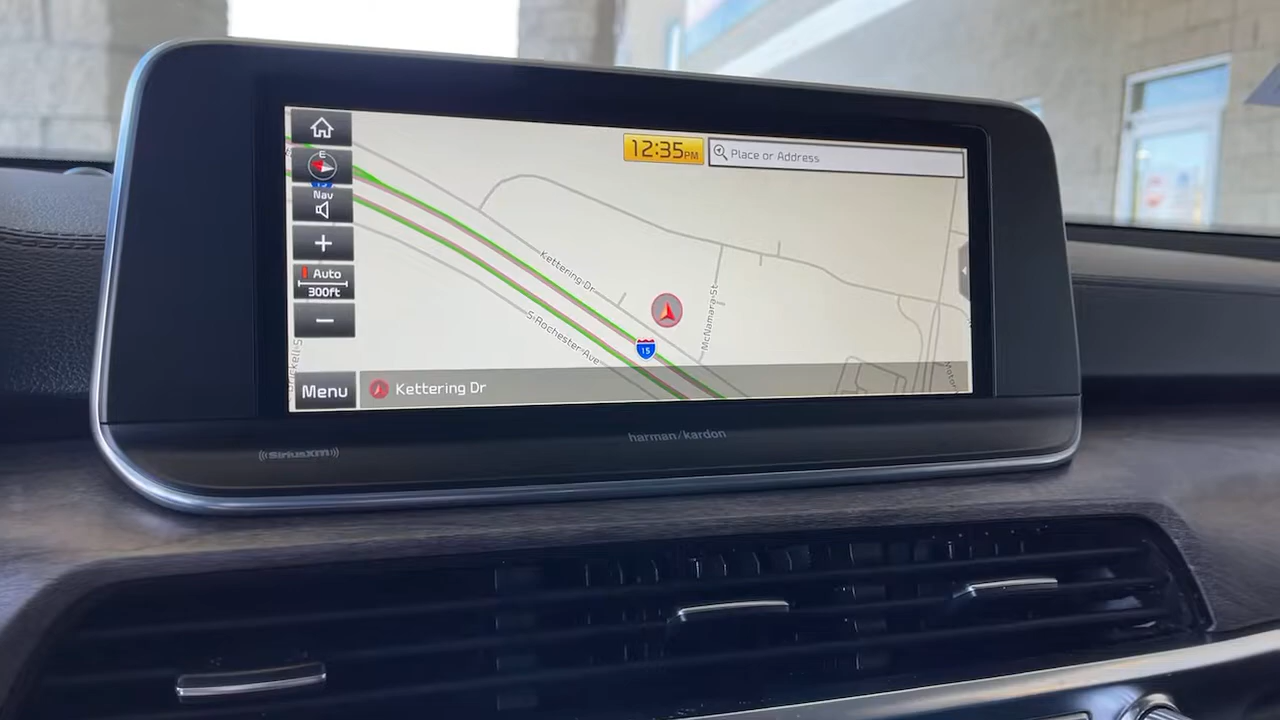 12:35PM
Place or Address
E
15
Nav
+
Auto
300ft
−
Kettering Dr
S Rochester Ave
McNamara St
15
Menu
Kettering Dr
harman/kardon
((SiriusXM))